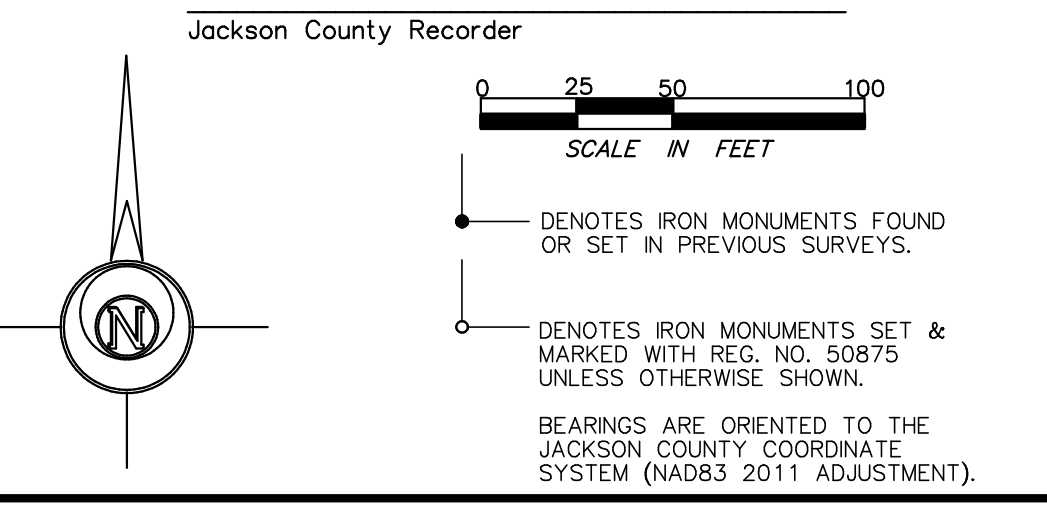 Jackson County Recorder
0 25 50 100
SCALE IN FEET
DENOTES IRON MONUMENTS FOUND
OR SET IN PREVIOUS SURVEYS.
N
DENOTES IRON MONUMENTS SET &
MARKED WITH REG. NO. 50875
UNLESS OTHERWISE SHOWN.
BEARINGS ARE ORIENTED TO THE
JACKSON COUNTY COORDINATE
SYSTEM (NAD83 2011 ADJUSTMENT).